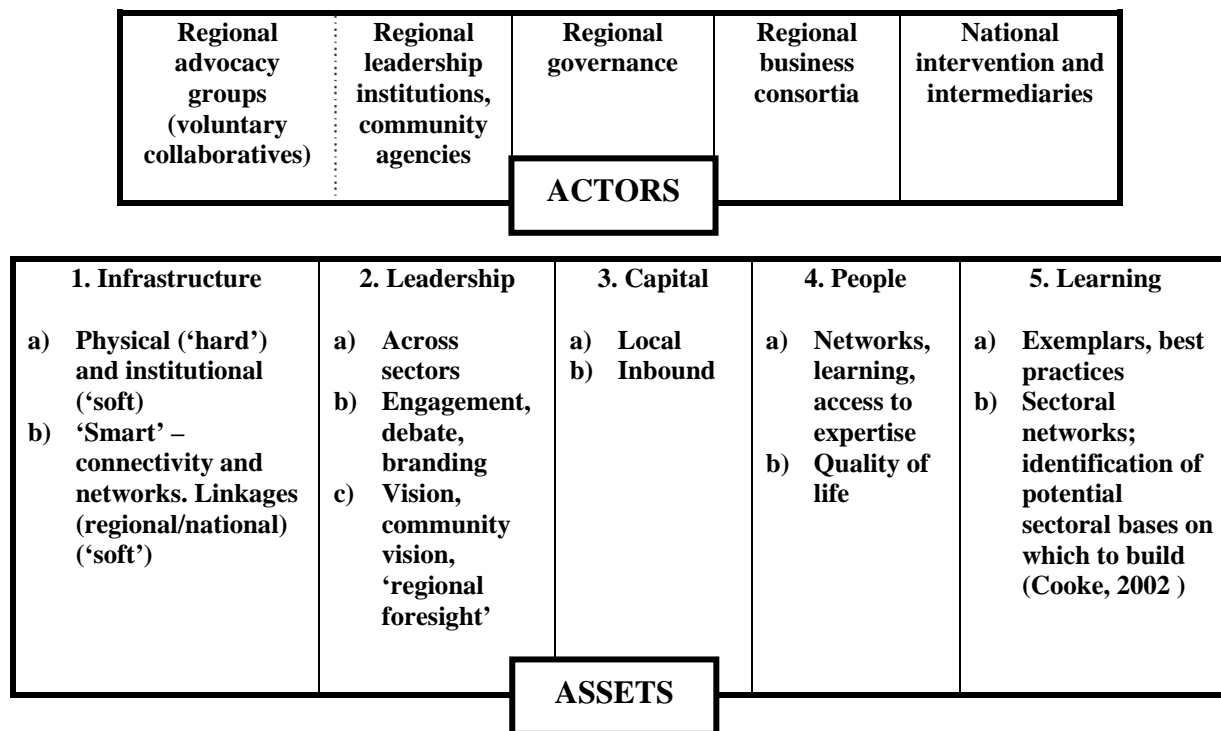 Regional
advocacy
groups
(voluntary
collaboratives)
Regional
leadership
institutions,
community
agencies
Regional
governance
Regional
business
consortia
National
intervention and
intermediaries
ACTORS
1. Infrastructure
a) Physical (‘hard’)
and institutional
(‘soft)
b) ‘Smart’ –
connectivity and
networks. Linkages
(regional/national)
(‘soft’)
2. Leadership
a) Across
sectors
b) Engagement,
debate,
branding
c) Vision,
community
vision,
‘regional
foresight’
3. Capital
a) Local
b) Inbound
4. People
a) Networks,
learning,
access to
expertise
b) Quality of
life
5. Learning
a) Exemplars, best
practices
b) Sectoral
networks;
identification of
potential
sectoral bases on
which to build
(Cooke, 2002 )
ASSETS